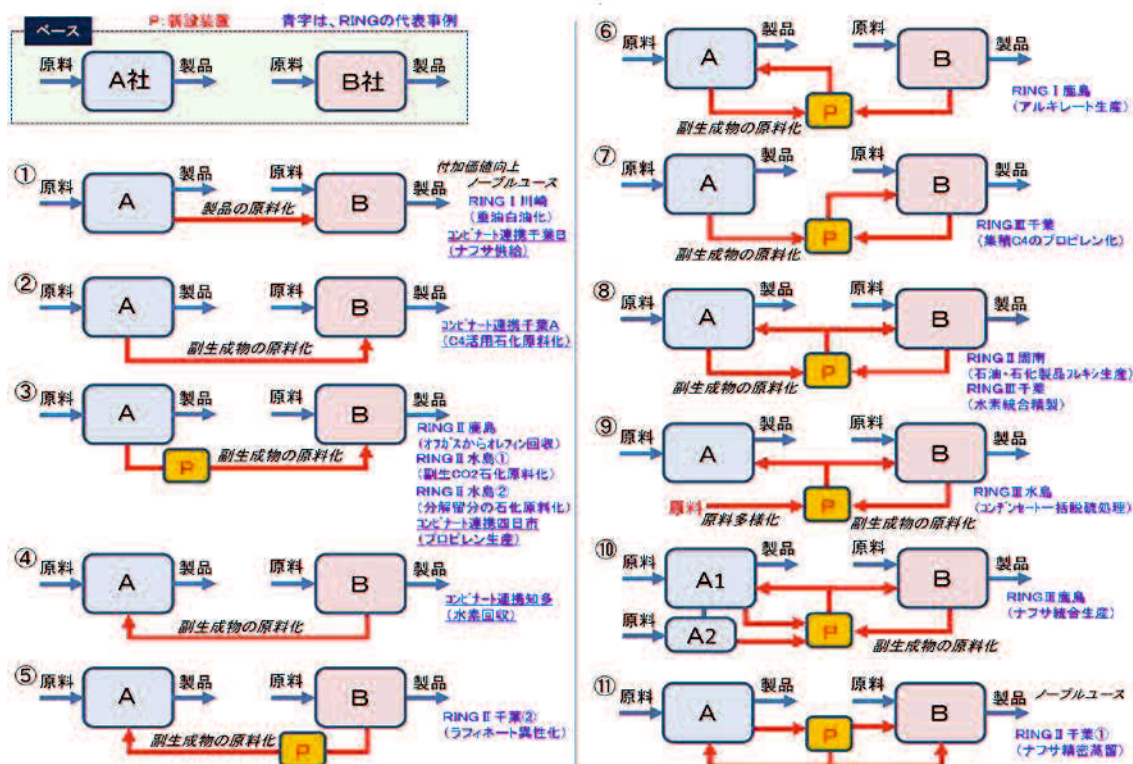 P:新設装置
青字は、RINGの代表事例
ベース
原料
A社
製品
原料
B社
製品
①
原料
A
製品
製品の原料化
原料
B
製品
付加価値向上
ノーブルユース
RINGⅠ川崎
(重油白油化)
コンビナート連携千葉B
(ナフサ供給)
②
原料
A
製品
副生成物の原料化
原料
B
製品
コンビナート連携千葉A
(C4活用石化原料化)
③
原料
A
製品
P
副生成物の原料化
原料
B
製品
RINGⅡ鹿島
(オフガスからオレフィン回収)
RINGⅡ水島①
(副生CO2石化原料化)
RINGⅡ水島②
(分解留分の石化原料化)
コンビナート連携四日市
(プロピレン生産)
④
原料
A
製品
副生成物の原料化
原料
B
製品
コンビナート連携知多
(水素回収)
⑤
原料
A
製品
副生成物の原料化
P
原料
B
製品
RINGⅡ千葉②
(ラフィネート異性化)
⑥
原料
A
製品
副生成物の原料化
P
原料
B
製品
RINGⅠ鹿島
(アルキレート生産)
⑦
原料
A
製品
副生成物の原料化
P
原料
B
製品
RINGⅢ千葉
(集積C4のプロピレン化)
⑧
原料
A
製品
副生成物の原料化
P
原料
B
製品
RINGⅡ周南
(石油・石化製品フレキシ生産)
RINGⅢ千葉
(水素統合精製)
⑨
原料
A
製品
原料
原料多様化
P
副生成物の原料化
原料
B
製品
RINGⅢ水島
(コンデンセート一括脱硫処理)
⑩
原料
A1
製品
原料
A2
P
副生成物の原料化
原料
B
製品
RINGⅢ鹿島
(ナフサ統合生産)
⑪
原料
A
製品
P
原料
B
製品
ノーブルユース
RINGⅡ千葉①
(ナフサ精密蒸留)